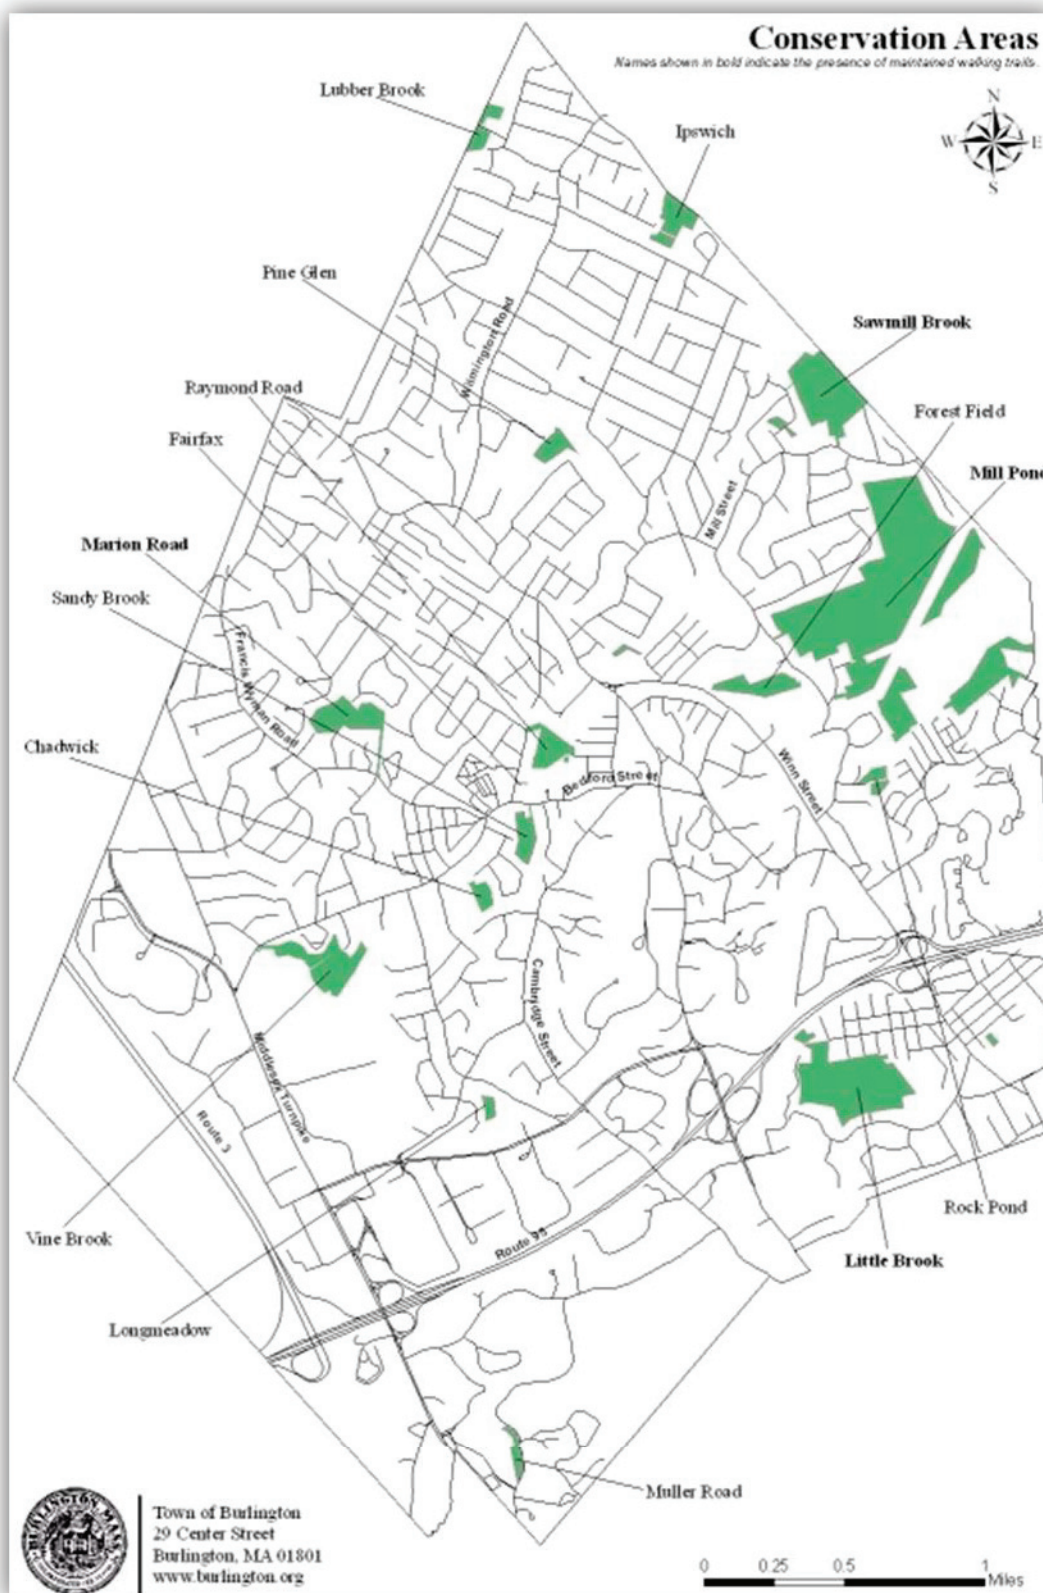 Conservation Areas
Names shown in bold indicate the presence of maintained walking trails.
N
W E
S
Lubber Brook
Ipswich
Pine Glen
Wilmington Road
Sawmill Brook
Raymond Road
Forest Field
Fairfax
Mill Pond
Mill Street
Marion Road
Sandy Brook
Francis Wyman Road
Chadwick
Bedford Street
Winn Street
Cambridge Street
Middlesex Turnpike
Route 3
Vine Brook
Rock Pond
Route 95
Little Brook
Longmeadow
Muller Road
BURLINGTON, MASS
Town of Burlington
29 Center Street
Burlington, MA 01801
www.burlington.org
0 0.25 0.5 1
Miles